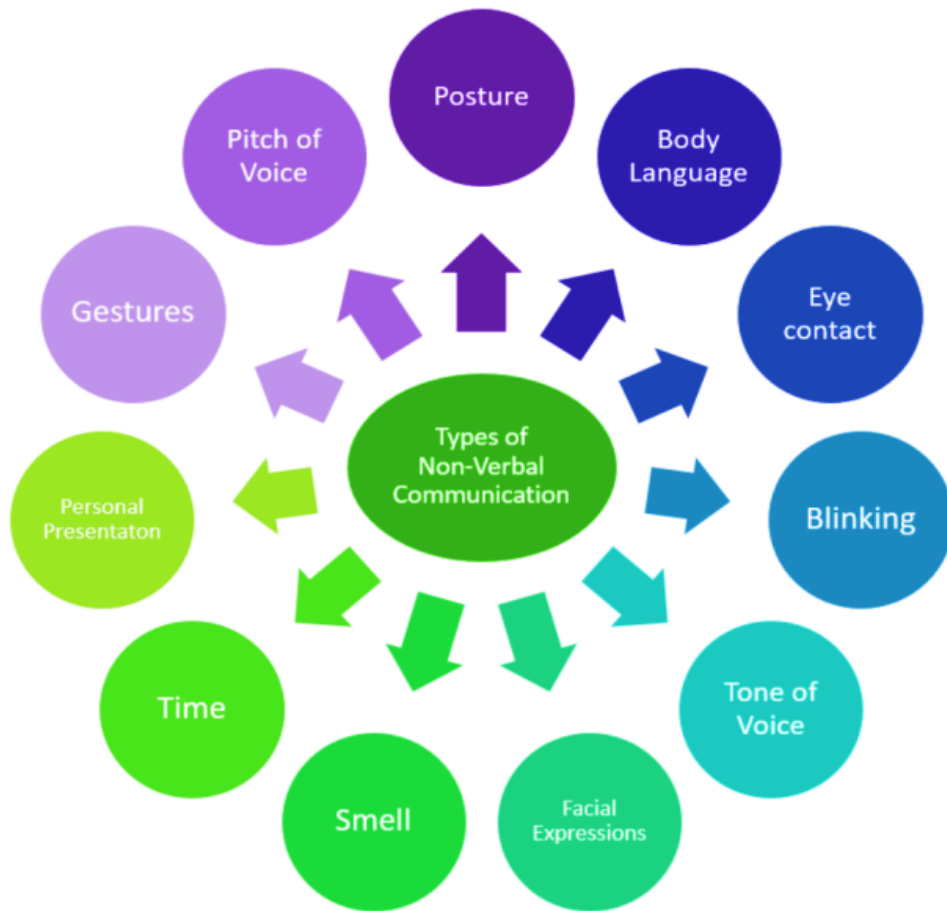 Posture
Body
Language
Eye
contact
Blinking
Tone of
Voice
Facial
Expressions
Smell
Time
Personal
Presentaton
Gestures
Pitch of
Voice
Types of
Non-Verbal
Communication